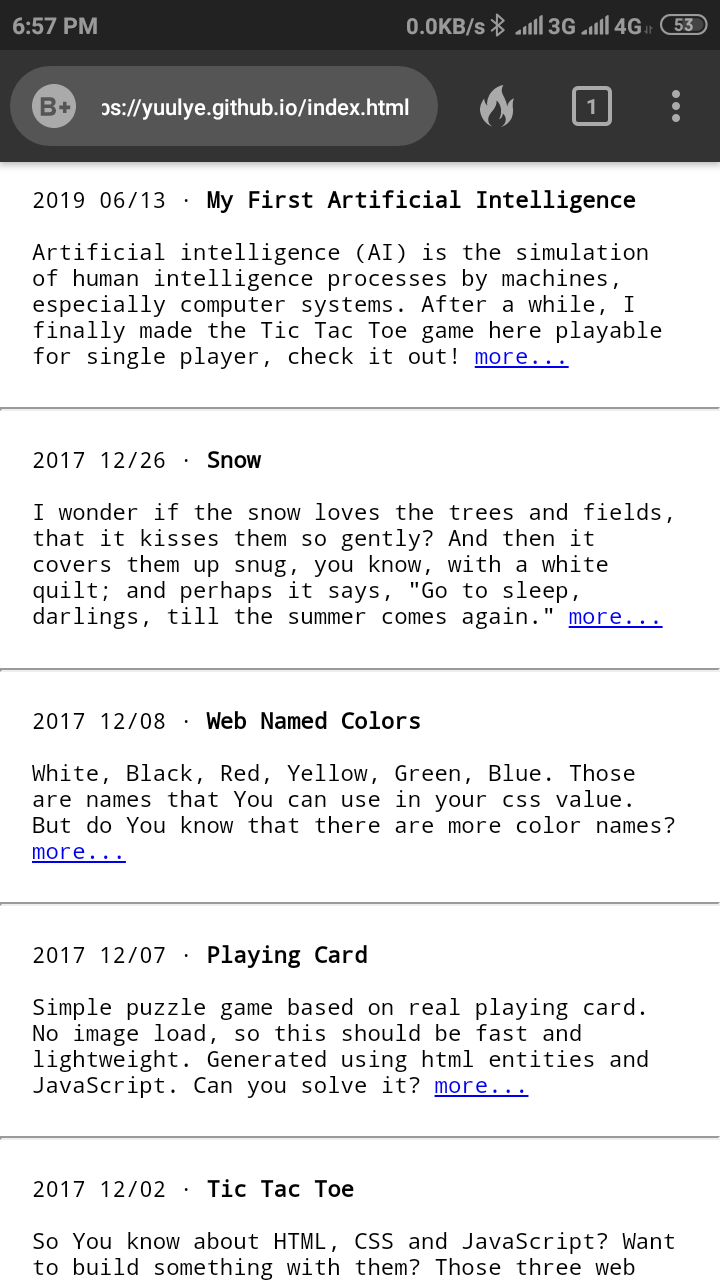 6:57 PM 0.0KB/s 3G 4G 53
B+ ps://yuulye.github.io/index.html 1
2019 06/13 · My First Artificial Intelligence
Artificial intelligence (AI) is the simulation
of human intelligence processes by machines,
especially computer systems. After a while, I
finally made the Tic Tac Toe game here playable
for single player, check it out! more...
2017 12/26 · Snow
I wonder if the snow loves the trees and fields,
that it kisses them so gently? And then it
covers them up snug, you know, with a white
quilt; and perhaps it says, "Go to sleep,
darlings, till the summer comes again." more...
2017 12/08 · Web Named Colors
White, Black, Red, Yellow, Green, Blue. Those
are names that You can use in your css value.
But do You know that there are more color names?
more...
2017 12/07 · Playing Card
Simple puzzle game based on real playing card.
No image load, so this should be fast and
lightweight. Generated using html entities and
JavaScript. Can you solve it? more...
2017 12/02 · Tic Tac Toe
So You know about HTML, CSS and JavaScript? Want
to build something with them? Those three web